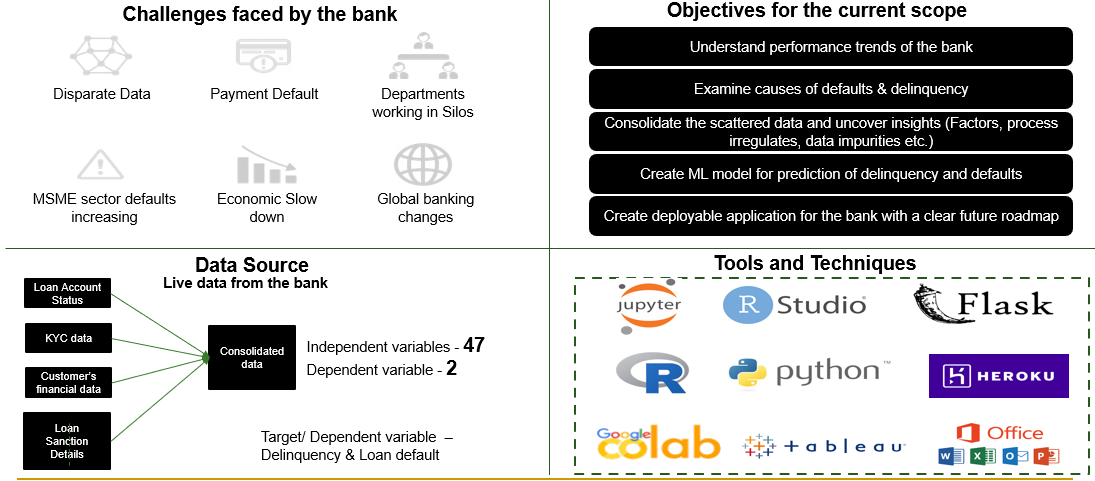 Challenges faced by the bank
Disparate Data
Payment Default
Departments
working in Silos
MSME sector defaults
increasing
Economic Slow
down
Global banking
changes
Objectives for the current scope
Understand performance trends of the bank
Examine causes of defaults & delinquency
Consolidate the scattered data and uncover insights (Factors, process
irregulates, data impurities etc.)
Create ML model for prediction of delinquency and defaults
Create deployable application for the bank with a clear future roadmap
Data Source
Live data from the bank
Loan Account
Status
KYC data
Customer's
financial data
Loan
Sanction
Details
Consolidated
data
Independent variables - 47
Dependent variable - 2
Target/ Dependent variable –
Delinquency & Loan default
Tools and Techniques
jupyter
R Studio®
Flask
R
python™
HEROKU
Google
colab
+ableau
Office
W X O P